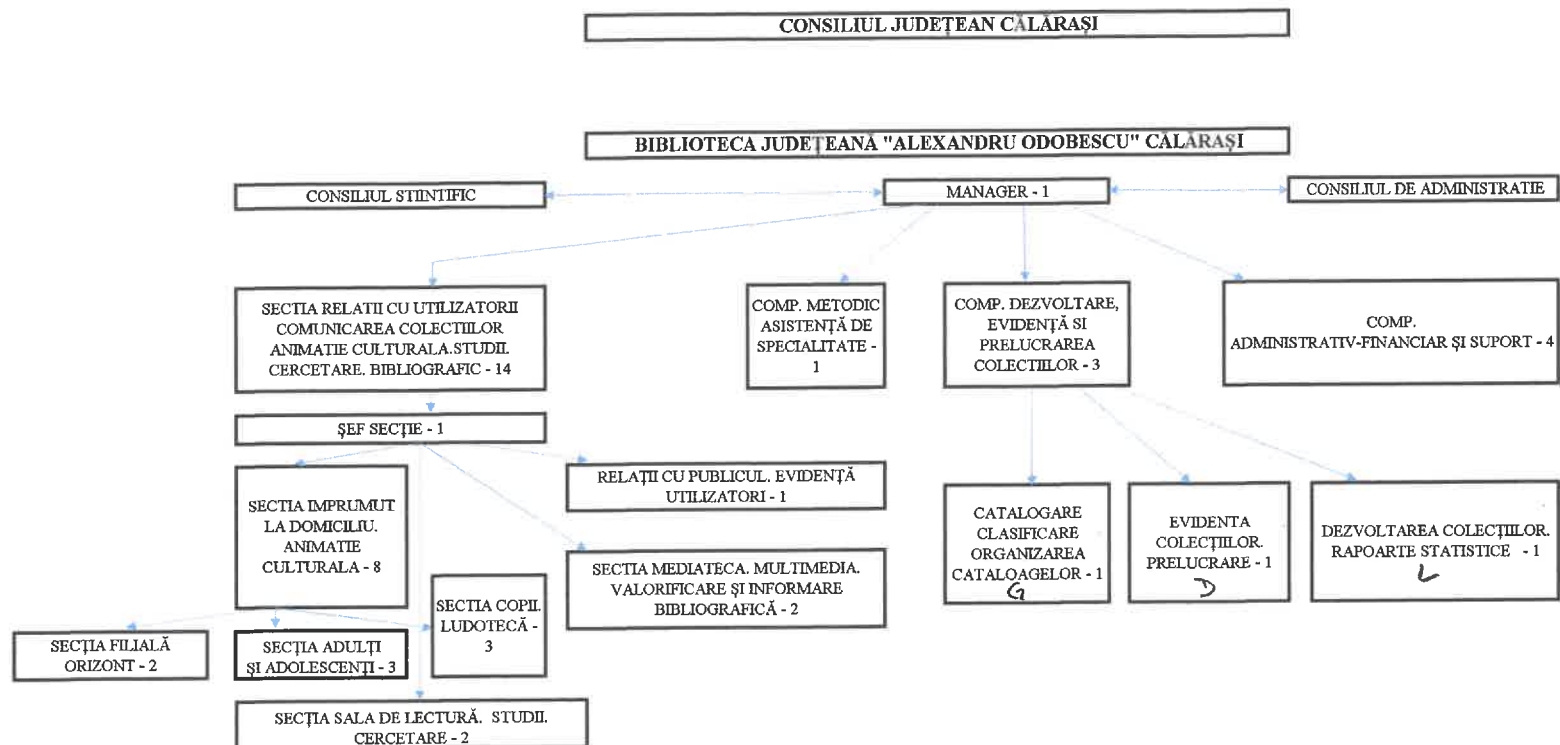 CONSILIUL JUDEȚEAN CĂLĂRAȘI
BIBLIOTECA JUDEȚEANĂ "ALEXANDRU ODOBESCU" CĂLĂRAȘI
CONSILIUL STIINTIFIC
MANAGER - 1
CONSILIUL DE ADMINISTRATIE
SECTIA RELATII CU UTILIZATORII
COMUNICAREA COLECTIILOR
ANIMATIE CULTURALA.STUDII.
CERCETARE. BIBLIOGRAFIC - 14
COMP. METODIC
ASISTENȚĂ DE
SPECIALITATE -
1
COMP. DEZVOLTARE,
EVIDENȚĂ SI
PRELUCRAREA
COLECTIILOR - 3
COMP.
ADMINISTRATIV-FINANCIAR ȘI SUPORT - 4
ȘEF SECȚIE - 1
SECTIA IMPRUMUT
LA DOMICILIU.
ANIMATIE
CULTURALA - 8
RELAȚII CU PUBLICUL. EVIDENȚĂ
UTILIZATORI - 1
SECTIA MEDIATECA. MULTIMEDIA.
VALORIFICARE ȘI INFORMARE
BIBLIOGRAFICĂ - 2
CATALOGARE
CLASIFICARE
ORGANIZAREA
CATALOAGELOR - 1
G
EVIDENTA
COLECȚIILOR.
PRELUCRARE - 1
D
DEZVOLTAREA COLECȚIILOR.
RAPOARTE STATISTICE - 1
L
SECȚIA FILIALĂ
ORIZONT - 2
SECȚIA ADULȚI
ȘI ADOLESCENȚI - 3
SECTIA COPII.
LUDOTECĂ -
3
SECȚIA SALA DE LECTURĂ. STUDII.
CERCETARE - 2